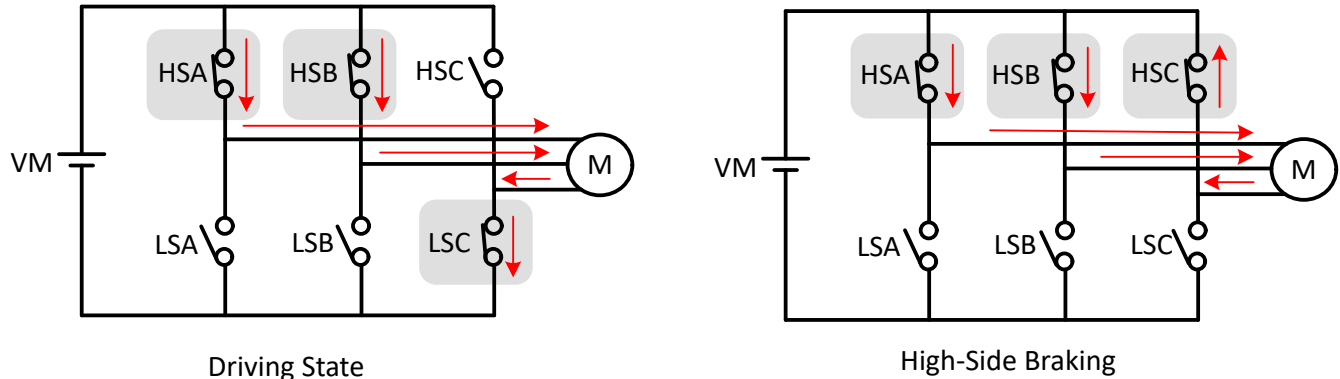 HSA HSB HSC
VM M
LSA LSB LSC
Driving State
HSA HSB HSC
VM M
LSA LSB LSC
High-Side Braking